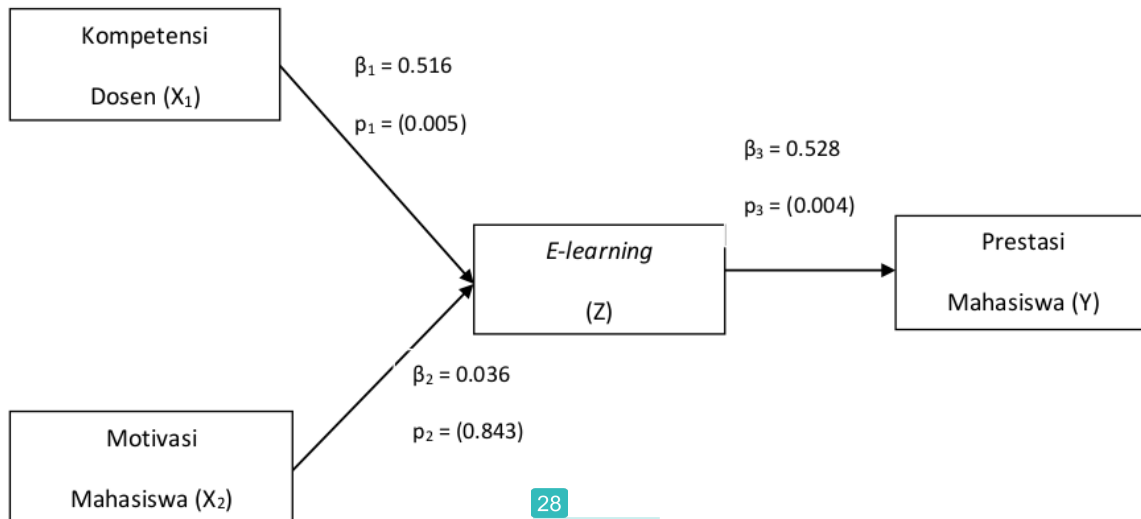 Kompetensi
Dosen (X₁)
β₁ = 0.516
p₁ = (0.005)
β₃ = 0.528
p₃ = (0.004)
E-learning
(Z)
Prestasi
Mahasiswa (Y)
β₂ = 0.036
p₂ = (0.843)
Motivasi
Mahasiswa (X₂)
28